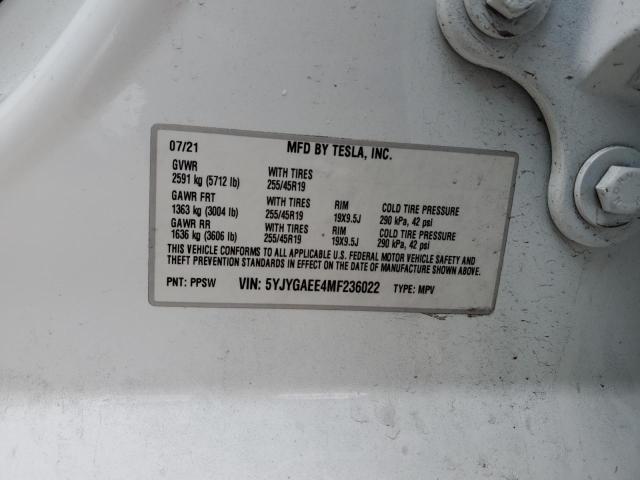 07/21 MFD BY TESLA, INC.
GVWR WITH TIRES
2591 kg (5712 lb) 255/45R19
GAWR FRT WITH TIRES RIM COLD TIRE PRESSURE
1363 kg (3004 lb) 255/45R19 19X9.5J 290 kPa, 42 psi
GAWR RR WITH TIRES RIM COLD TIRE PRESSURE
1636 kg (3606 lb) 255/45R19 19X9.5J 290 kPa, 42 psi
THIS VEHICLE CONFORMS TO ALL APPLICABLE U.S. FEDERAL MOTOR VEHICLE SAFETY AND
THEFT PREVENTION STANDARDS IN EFFECT ON THE DATE OF MANUFACTURE SHOWN ABOVE.
PNT: PPSW VIN: 5YJYGAEE4MF236022 TYPE: MPV